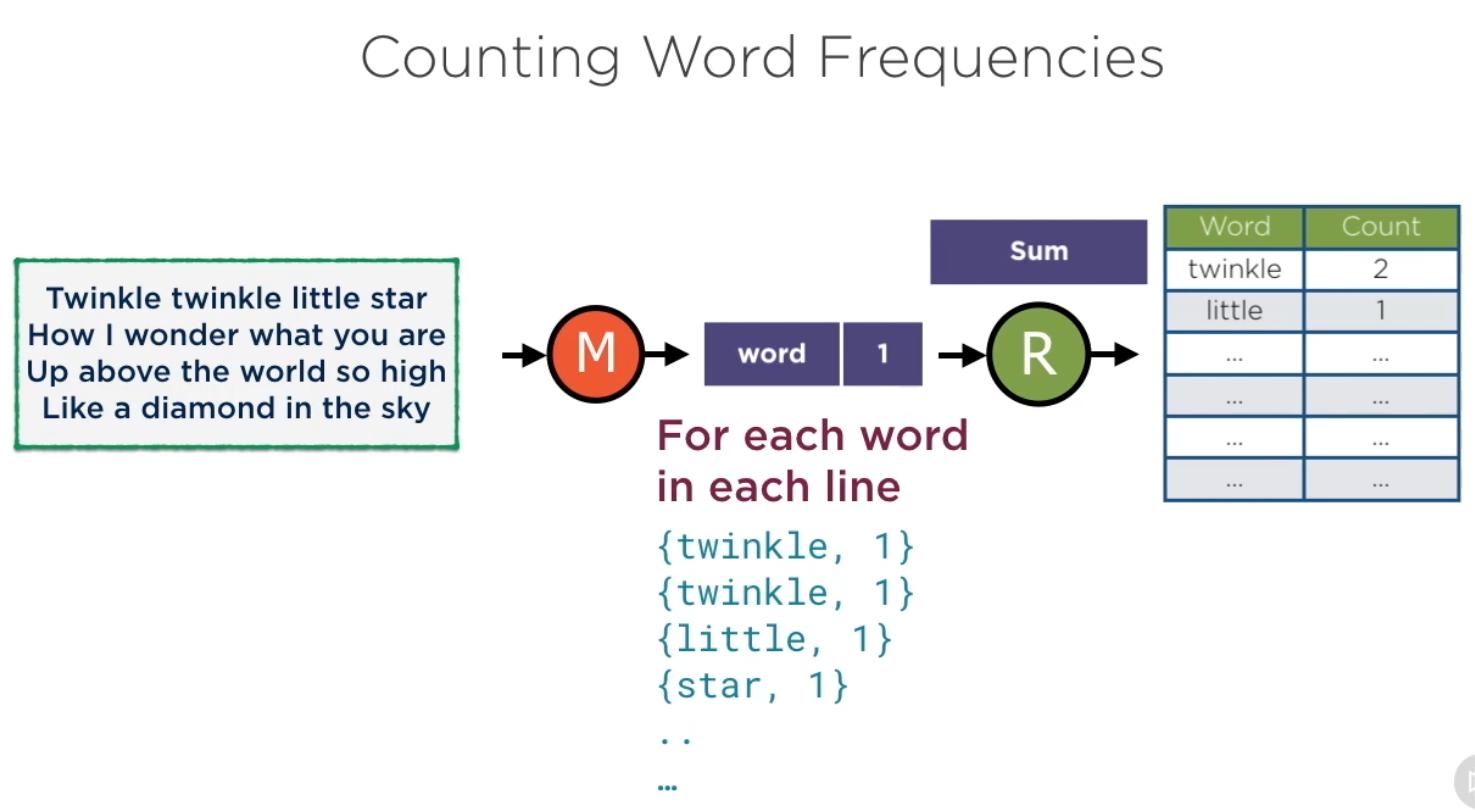 Counting Word Frequencies
Twinkle twinkle little star
How I wonder what you are
Up above the world so high
Like a diamond in the sky
M
word 1
For each word
in each line
{twinkle, 1}
{twinkle, 1}
{little, 1}
{star, 1}
..
...
Sum
R
Word Count
twinkle 2
little 1
... ...
... ...
... ...
... ...